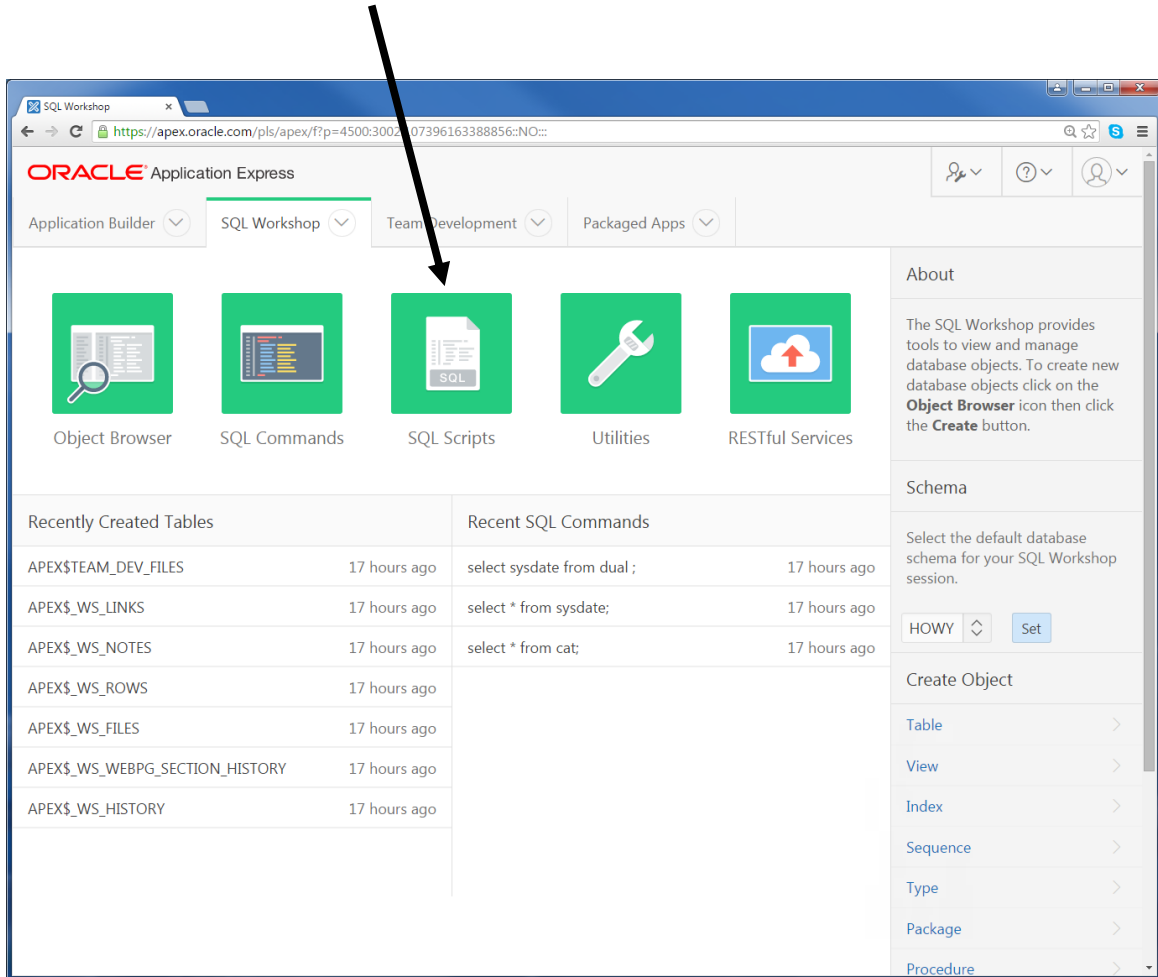 SQL Workshop
https://apex.oracle.com/pls/apex/f?p=4500:3002 07396163388856::NO:::
ORACLE Application Express
Application Builder
SQL Workshop
Team Development
Packaged Apps
SQL
Object Browser
SQL Commands
SQL Scripts
Utilities
RESTful Services
Recently Created Tables
APEX$TEAM_DEV_FILES 17 hours ago
APEX$_WS_LINKS 17 hours ago
APEX$_WS_NOTES 17 hours ago
APEX$_WS_ROWS 17 hours ago
APEX$_WS_FILES 17 hours ago
APEX$_WS_WEBPG_SECTION_HISTORY 17 hours ago
APEX$_WS_HISTORY 17 hours ago
Recent SQL Commands
select sysdate from dual ; 17 hours ago
select * from sysdate; 17 hours ago
select * from cat; 17 hours ago
About
The SQL Workshop provides
tools to view and manage
database objects. To create new
database objects click on the
Object Browser icon then click
the Create button.
Schema
Select the default database
schema for your SQL Workshop
session.
HOWY
Set
Create Object
Table
View
Index
Sequence
Type
Package
Procedure